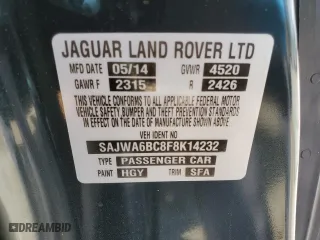 JAGUAR LAND ROVER LTD
MFD DATE 05/14 GVWR 4520
GAWR F 2315 R 2426
THIS VEHICLE CONFORMS TO ALL APPLICABLE FEDERAL MOTOR
VEHICLE SAFETY, BUMPER, AND THEFT PREVENTION STANDARDS
IN EFFECT ON THE DATE OF MANUFACTURE SHOWN ABOVE.
VEH IDENT NO
SAJWA6BC8F8K14232
TYPE PASSENGER CAR
PAINT HGY TRIM SFA